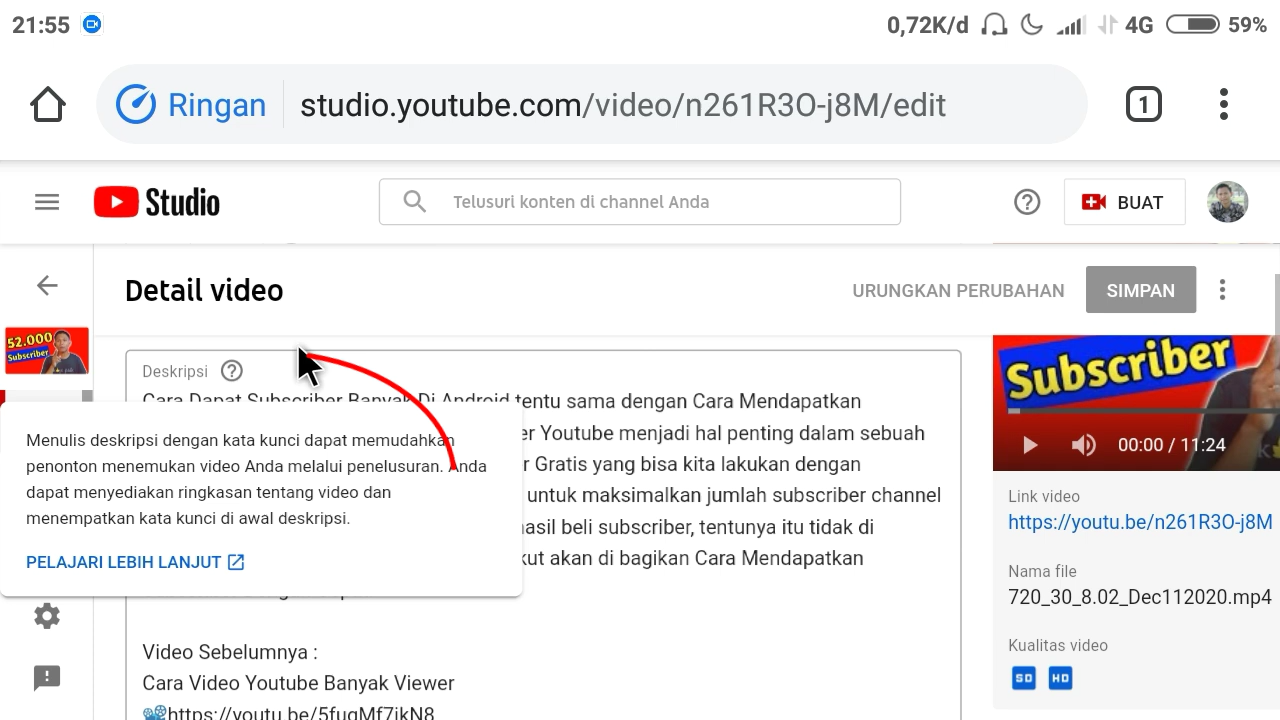 21:55
0,72K/d 4G 59%
Ringan studio.youtube.com/video/n261R3O-j8M/edit
1
Studio
Telusuri konten di channel Anda
BUAT
Detail video
URUNGKAN PERUBAHAN
SIMPAN
52.000
Subscriber
Deskripsi
Cara Dapat Subscriber Banyak Di Android tentu sama dengan Cara Mendapatkan
er Youtube menjadi hal penting dalam sebuah
r Gratis yang bisa kita lakukan dengan
untuk maksimalkan jumlah subscriber channel
asil beli subscriber, tentunya itu tidak di
kut akan di bagikan Cara Mendapatkan
Menulis deskripsi dengan kata kunci dapat memudahkan
penonton menemukan video Anda melalui penelusuran. Anda
dapat menyediakan ringkasan tentang video dan
menempatkan kata kunci di awal deskripsi.
PELAJARI LEBIH LANJUT
Video Sebelumnya :
Cara Video Youtube Banyak Viewer
https://youtu.be/5fuqMf7ikN8
Subscriber
00:00 / 11:24
Link video
https://youtu.be/n261R3O-j8M
Nama file
720_30_8.02_Dec112020.mp4
Kualitas video
SD HD